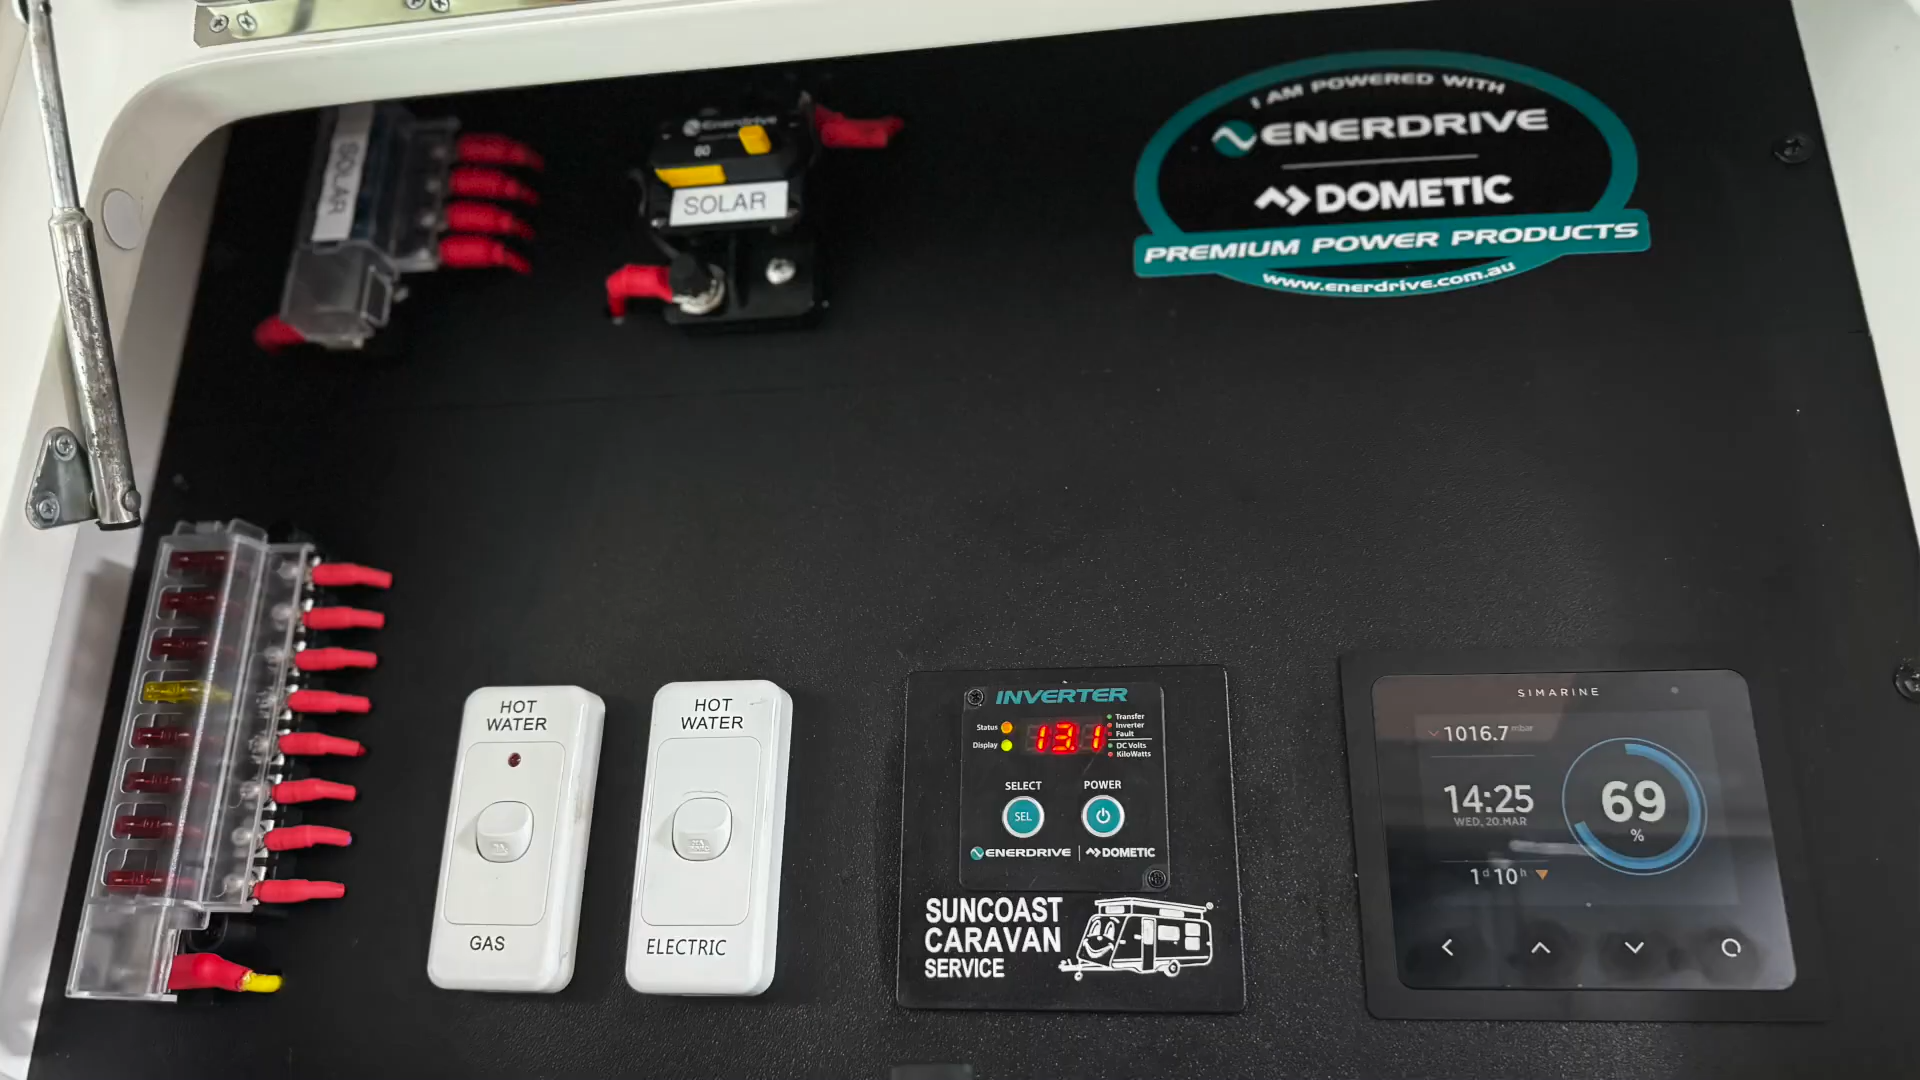 SOLAR
ENERDRIVE
60
SOLAR
I AM POWERED WITH
ENERDRIVE
DOMETIC
PREMIUM POWER PRODUCTS
www.enerdrive.com.au
HOT
WATER
GAS
HOT
WATER
ELECTRIC
INVERTER
Status
Display
13.1
Transfer
Inverter
Fault
DC Volts
KiloWatts
SELECT
POWER
SEL
ENERDRIVE | DOMETIC
SUNCOAST
CARAVAN
SERVICE
SIMARINE
1016.7 mbar
14:25
WED, 20.MAR
69
%
1d 10h